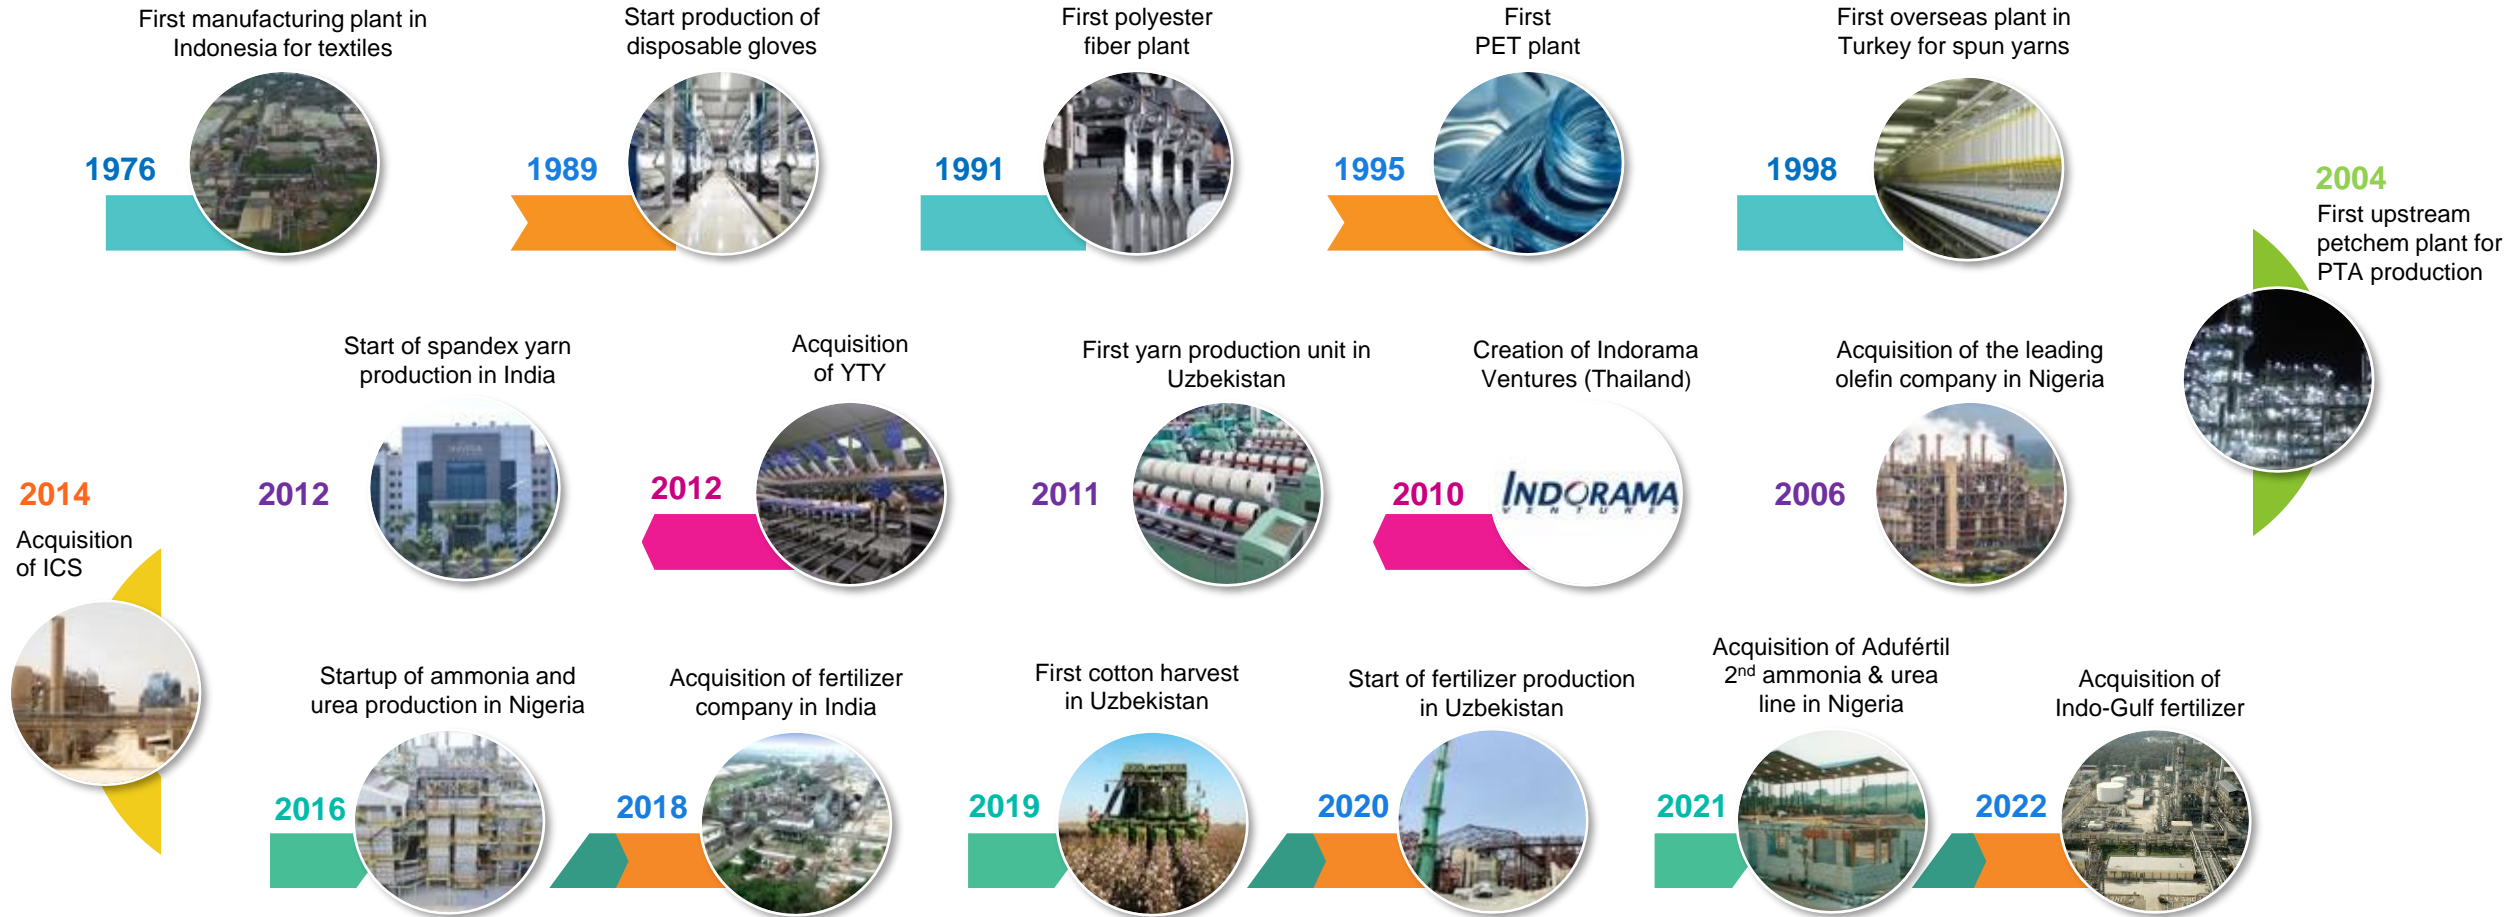 First manufacturing plant in
Indonesia for textiles
1976
Start production of
disposable gloves
1989
First polyester
fiber plant
1991
First
PET plant
1995
First overseas plant in
Turkey for spun yarns
1998
2004
First upstream
petchem plant for
PTA production
Acquisition of the leading
olefin company in Nigeria
2006
Creation of Indorama
Ventures (Thailand)
2010
INDORAMA
VENTURES
First yarn production unit in
Uzbekistan
2011
Acquisition
of YTY
2012
Start of spandex yarn
production in India
2012
2014
Acquisition
of ICS
Startup of ammonia and
urea production in Nigeria
2016
Acquisition of fertilizer
company in India
2018
First cotton harvest
in Uzbekistan
2019
Start of fertilizer production
in Uzbekistan
2020
Acquisition of Adufértil
2nd ammonia & urea
line in Nigeria
2021
Acquisition of
Indo-Gulf fertilizer
2022